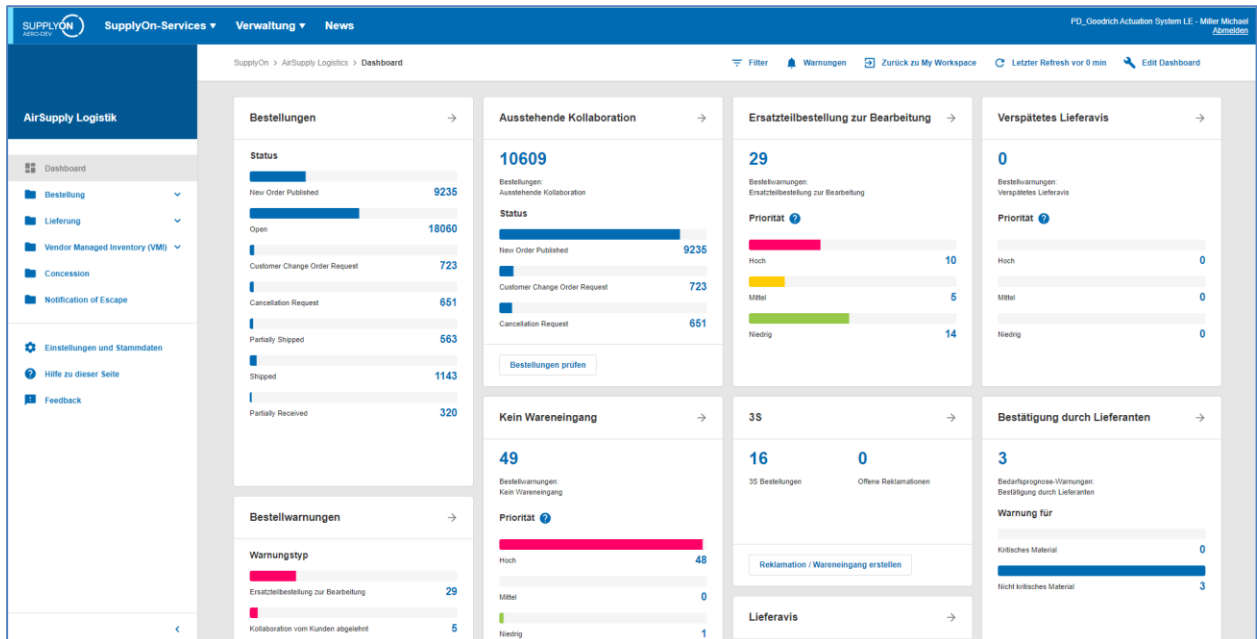 SUPPLYON
AERO-DEV
SupplyOn-Services
Verwaltung
News
PD_Goodrich Actuation System LE - Miller Michael
Abmelden
SupplyOn > AirSupply Logistics > Dashboard
Filter
Warnungen
Zurück zu My Workspace
Letzter Refresh vor 0 min
Edit Dashboard
AirSupply Logistik
Dashboard
Bestellung
Lieferung
Vendor Managed Inventory (VMI)
Concession
Notification of Escape
Einstellungen und Stammdaten
Hilfe zu dieser Seite
Feedback
Bestellungen
Status
New Order Published 9235
Open 18060
Customer Change Order Request 723
Cancellation Request 651
Partially Shipped 563
Shipped 1143
Partially Received 320
Bestellwarnungen
Warnungstyp
Ersatzteilbestellung zur Bearbeitung 29
Kollaboration vom Kunden abgelehnt 5
Ausstehende Kollaboration
10609
Bestellungen:
Ausstehende Kollaboration
Status
New Order Published 9235
Customer Change Order Request 723
Cancellation Request 651
Bestellungen prüfen
Kein Wareneingang
49
Bestellwarnungen:
Kein Wareneingang
Priorität
Hoch 48
Mittel 0
Niedrig 1
Ersatzteilbestellung zur Bearbeitung
29
Bestellwarnungen:
Ersatzteilbestellung zur Bearbeitung
Priorität
Hoch 10
Mittel 5
Niedrig 14
3S
16 0
3S Bestellungen Offene Reklamationen
Reklamation / Wareneingang erstellen
Lieferavis
Verspätetes Lieferavis
0
Bestellwarnungen:
Verspätetes Lieferavis
Priorität
Hoch 0
Mittel 0
Niedrig 0
Bestätigung durch Lieferanten
3
Bedarfsprognose-Warnungen:
Bestätigung durch Lieferanten
Warnung für
Kritisches Material 0
Nicht kritisches Material 3